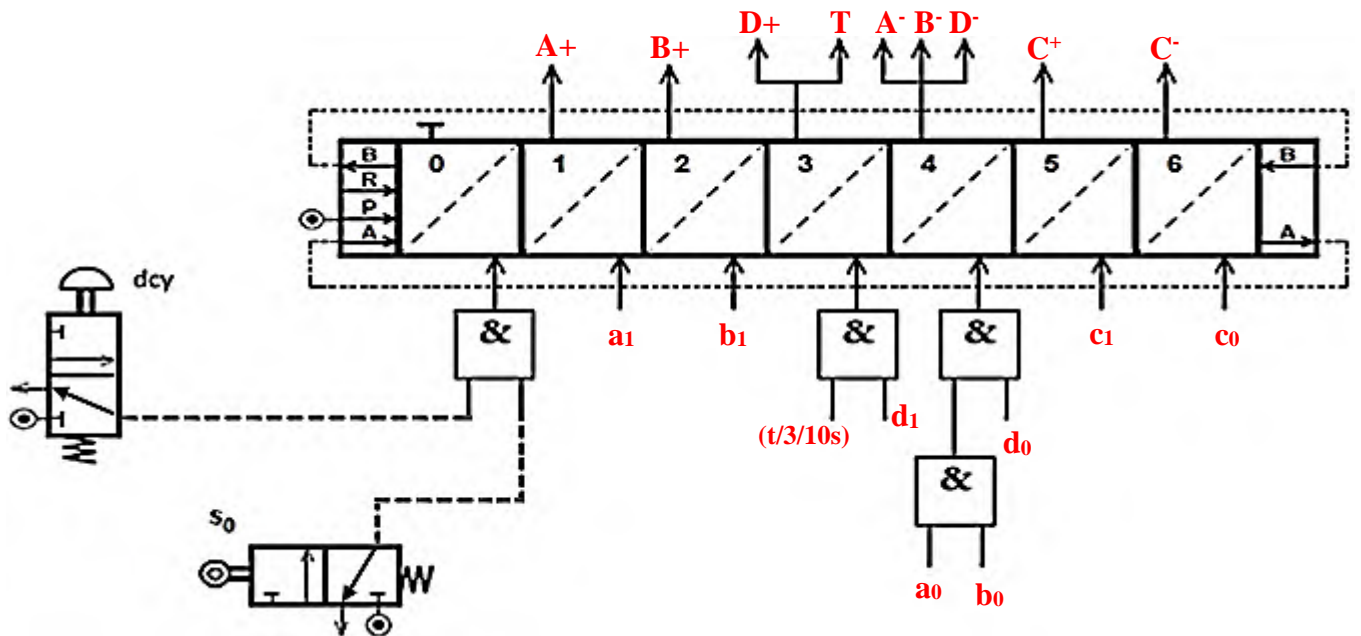 D+ T A- B- D-
A+ B+ C+ C-
B 0 1 2 3 4 5 6 B
R
P
A A
dcy
& & &
a1 b1 c1 c0
(t/3/10s) d1 d0
&
s0
a0 b0